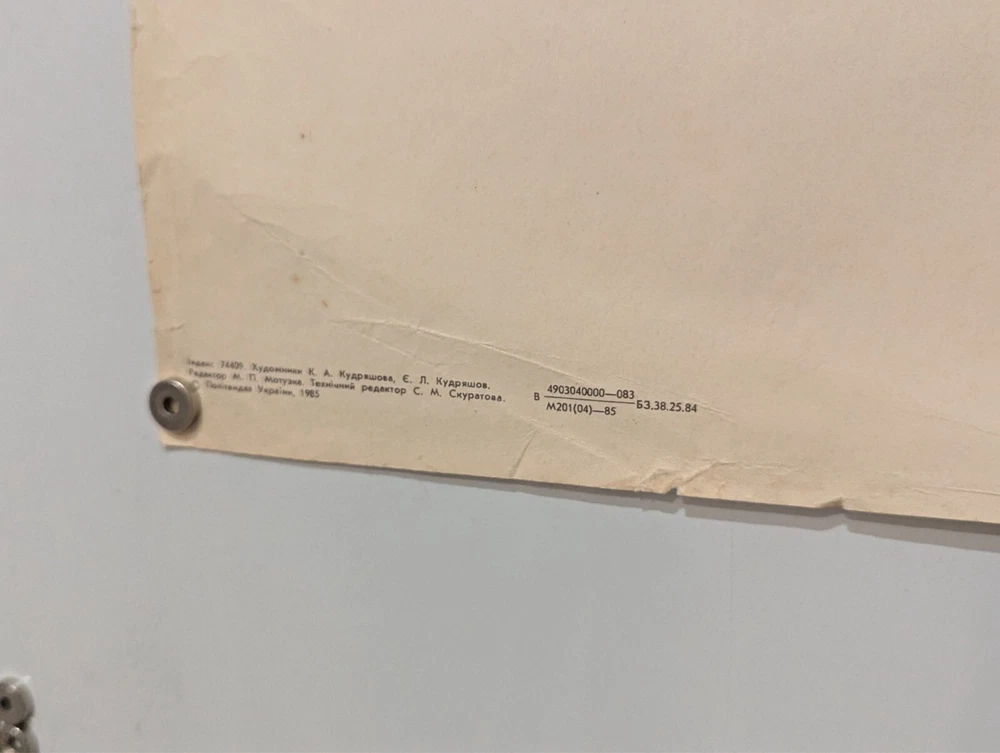 Індекс 74409. Художники К. А. Кудряшова, Є. Л. Кудряшов.
Редактор М. П. Мотузка. Технічний редактор С. М. Скуратова.
© Політвидав України, 1985
В 4903040000—083
М201(04)—85
БЗ.38.25.84